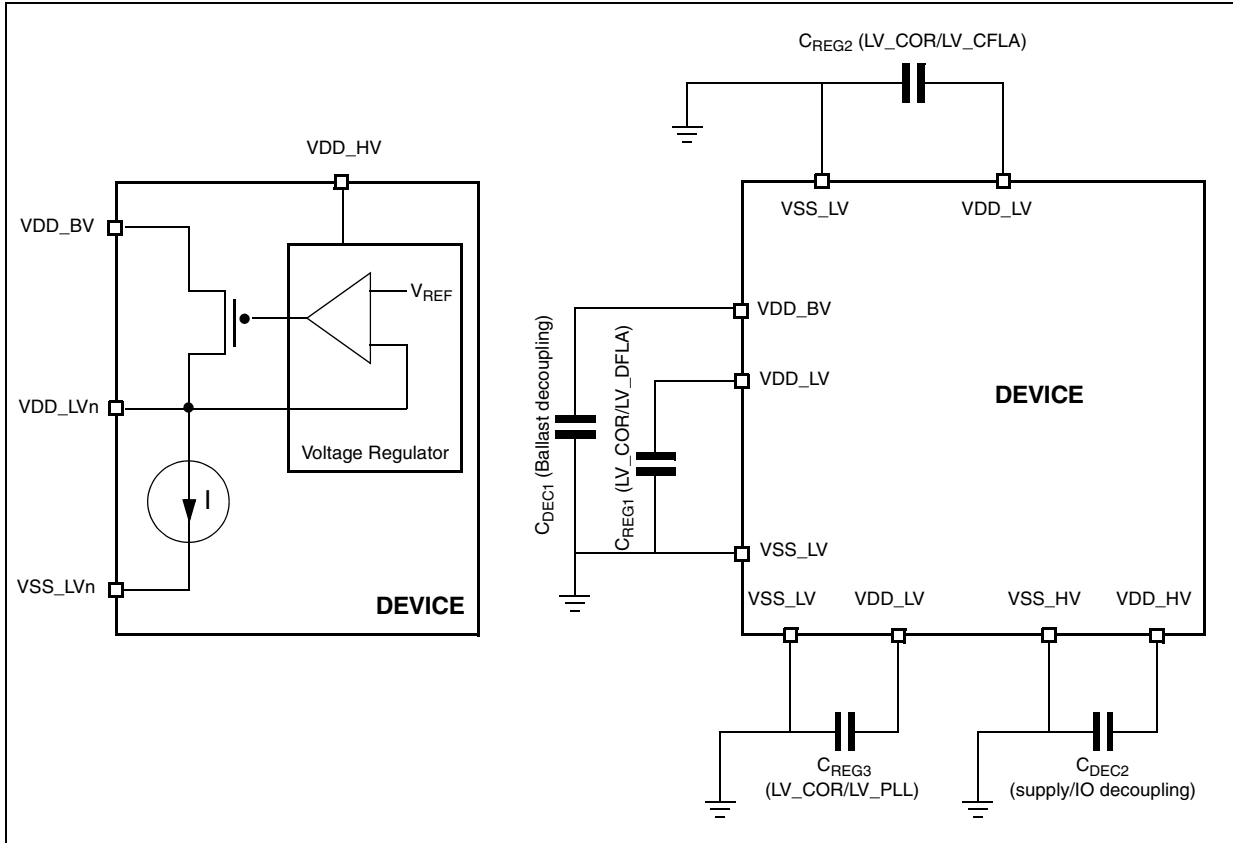 VDD_HV
VDD_BV
VREF
VDD_LVn
Voltage Regulator
I
VSS_LVn
DEVICE
CREG2 (LV_COR/LV_CFLA)
VSS_LV
VDD_LV
VDD_BV
VDD_LV
DEVICE
CDEC1 (Ballast decoupling)
CREG1 (LV_COR/LV_DFLA)
VSS_LV
VSS_LV
VDD_LV
VSS_HV
VDD_HV
CREG3
(LV_COR/LV_PLL)
CDEC2
(supply/IO decoupling)